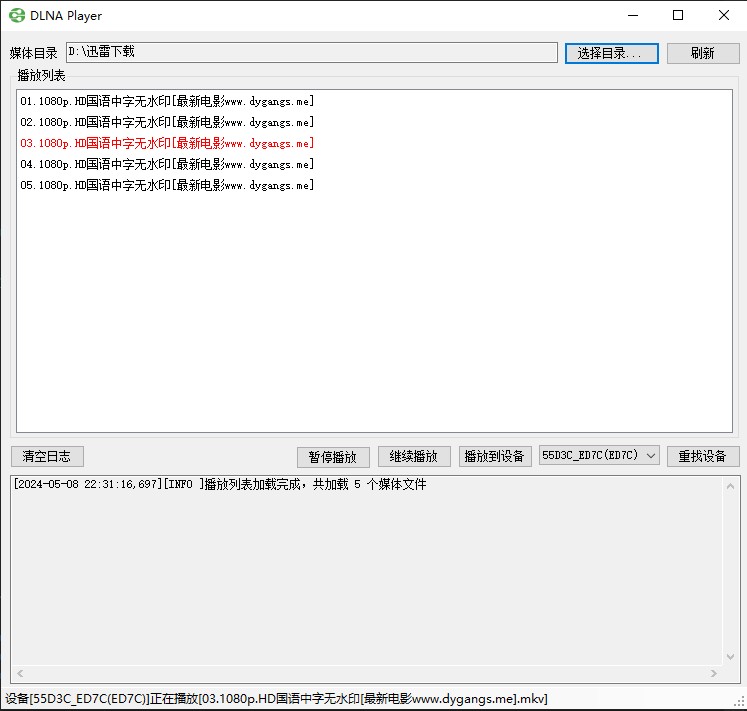 DLNA Player
媒体目录 D:\迅雷下载 选择目录... 刷新
播放列表
01.1080p.HD国语中字无水印[最新电影www.dygangs.me]
02.1080p.HD国语中字无水印[最新电影www.dygangs.me]
03.1080p.HD国语中字无水印[最新电影www.dygangs.me]
04.1080p.HD国语中字无水印[最新电影www.dygangs.me]
05.1080p.HD国语中字无水印[最新电影www.dygangs.me]
清空日志 暂停播放 继续播放 播放到设备 55D3C_ED7C(ED7C) 重找设备
[2024-05-08 22:31:16,697][INFO ]播放列表加载完成，共加载 5 个媒体文件
设备[55D3C_ED7C(ED7C)]正在播放[03.1080p.HD国语中字无水印[最新电影www.dygangs.me].mkv]